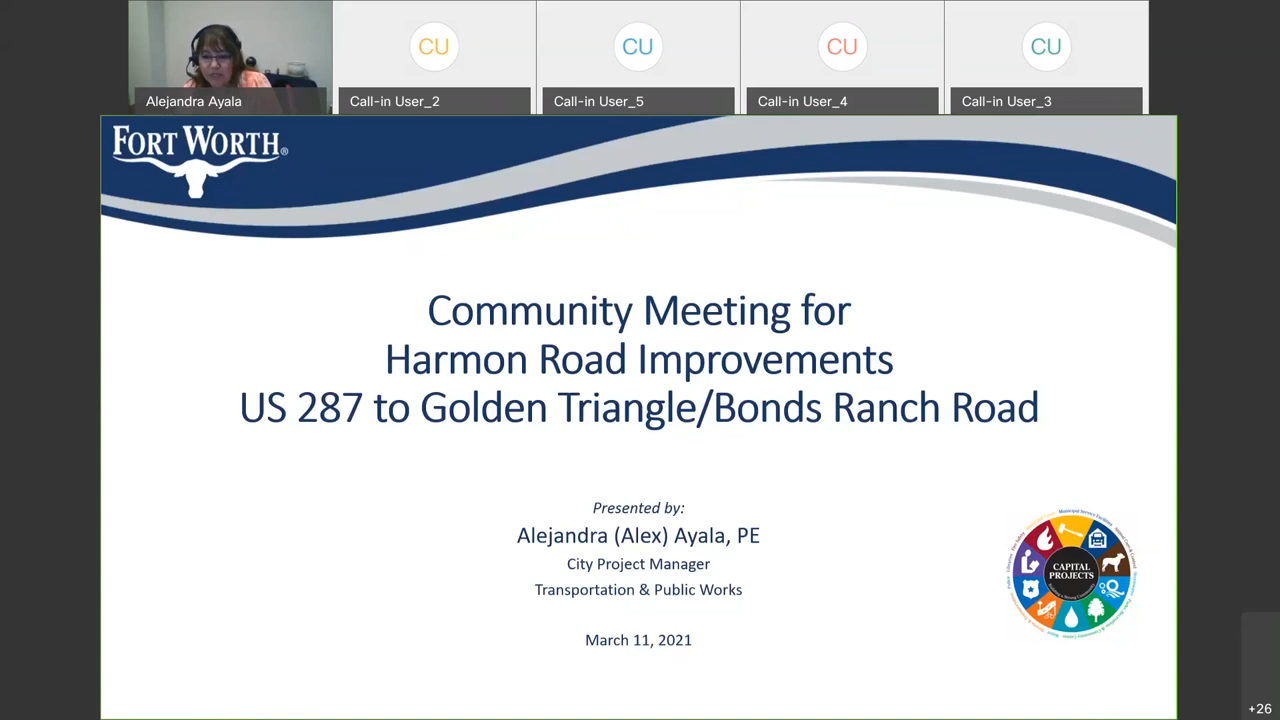 CU
CU
CU
CU
Alejandra Ayala
Call-in User_2
Call-in User_5
Call-in User_4
Call-in User_3
FORT WORTH®
Community Meeting for
Harmon Road Improvements
US 287 to Golden Triangle/Bonds Ranch Road
Presented by:
Alejandra (Alex) Ayala, PE
City Project Manager
Transportation & Public Works
March 11, 2021
CAPITAL
PROJECTS
+26